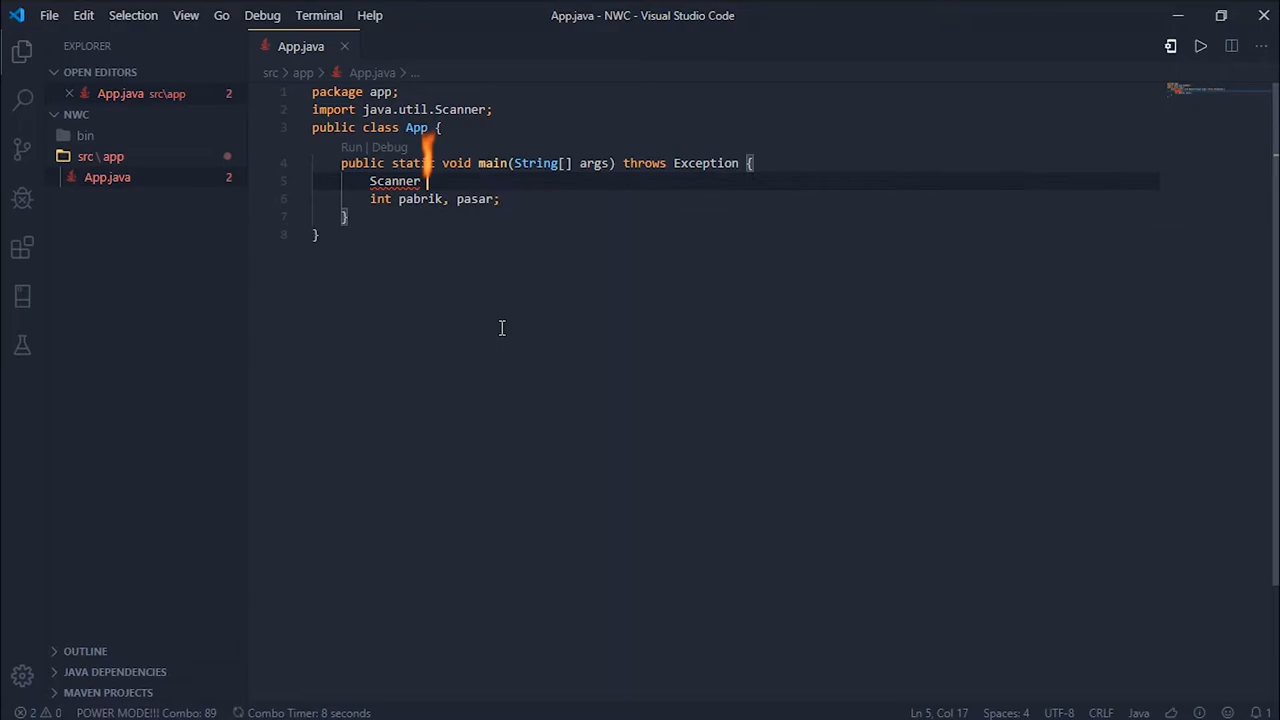 File Edit Selection View Go Debug Terminal Help App.java - NWC - Visual Studio Code
EXPLORER
OPEN EDITORS
App.java src\app 2
NWC
bin
src \ app
App.java 2
OUTLINE
JAVA DEPENDENCIES
MAVEN PROJECTS
App.java
src app App.java ...
1 package app;
2 import java.util.Scanner;
3 public class App {
Run | Debug
4 public static void main(String[] args) throws Exception {
5 Scanner
6 int pabrik, pasar;
7 }
8 }
2 0 POWER MODE!!! Combo: 89 Combo Timer: 8 seconds Ln 5, Col 17 Spaces: 4 UTF-8 CRLF Java 1